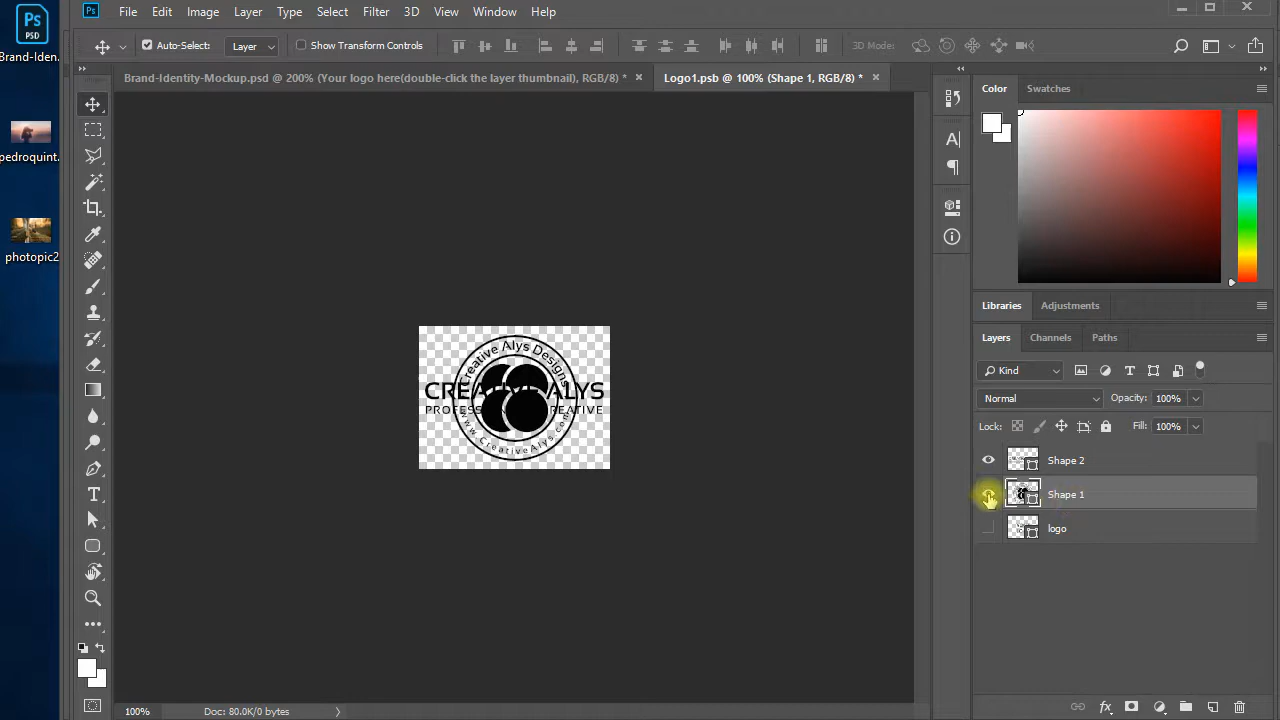 Ps
PSD
Brand-Iden.
pedroquint.
photopic2
Ps File Edit Image Layer Type Select Filter 3D View Window Help
Auto-Select: Layer Show Transform Controls 3D Mode:
Brand-Identity-Mockup.psd @ 200% (Your logo here(double-click the layer thumbnail), RGB/8) * Logo1.psb @ 100% (Shape 1, RGB/8) *
Color Swatches
Libraries Adjustments
Layers Channels Paths
Kind
Normal Opacity: 100%
Lock: Fill: 100%
Shape 2
Shape 1
logo
Creative Alys Designs
CREATIVE ALYS
www.CreativeAlys.com
100% Doc: 80.0K/0 bytes